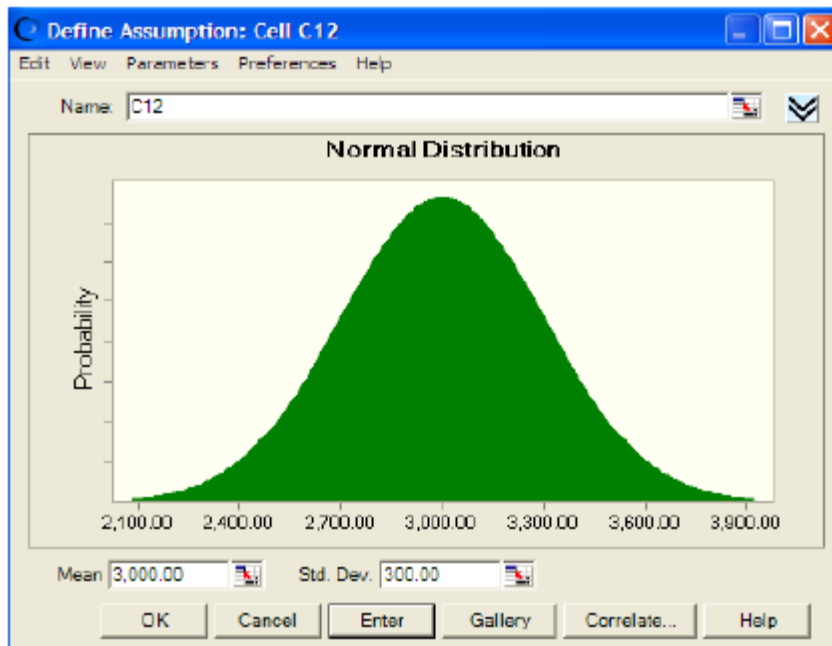 Define Assumption: Cell C12
Edit View Parameters Preferences Help
Name: C12
Normal Distribution
Probability
2,100.00 2,400.00 2,700.00 3,000.00 3,300.00 3,600.00 3,900.00
Mean 3,000.00 Std. Dev. 300.00
OK Cancel Enter Gallery Correlate... Help